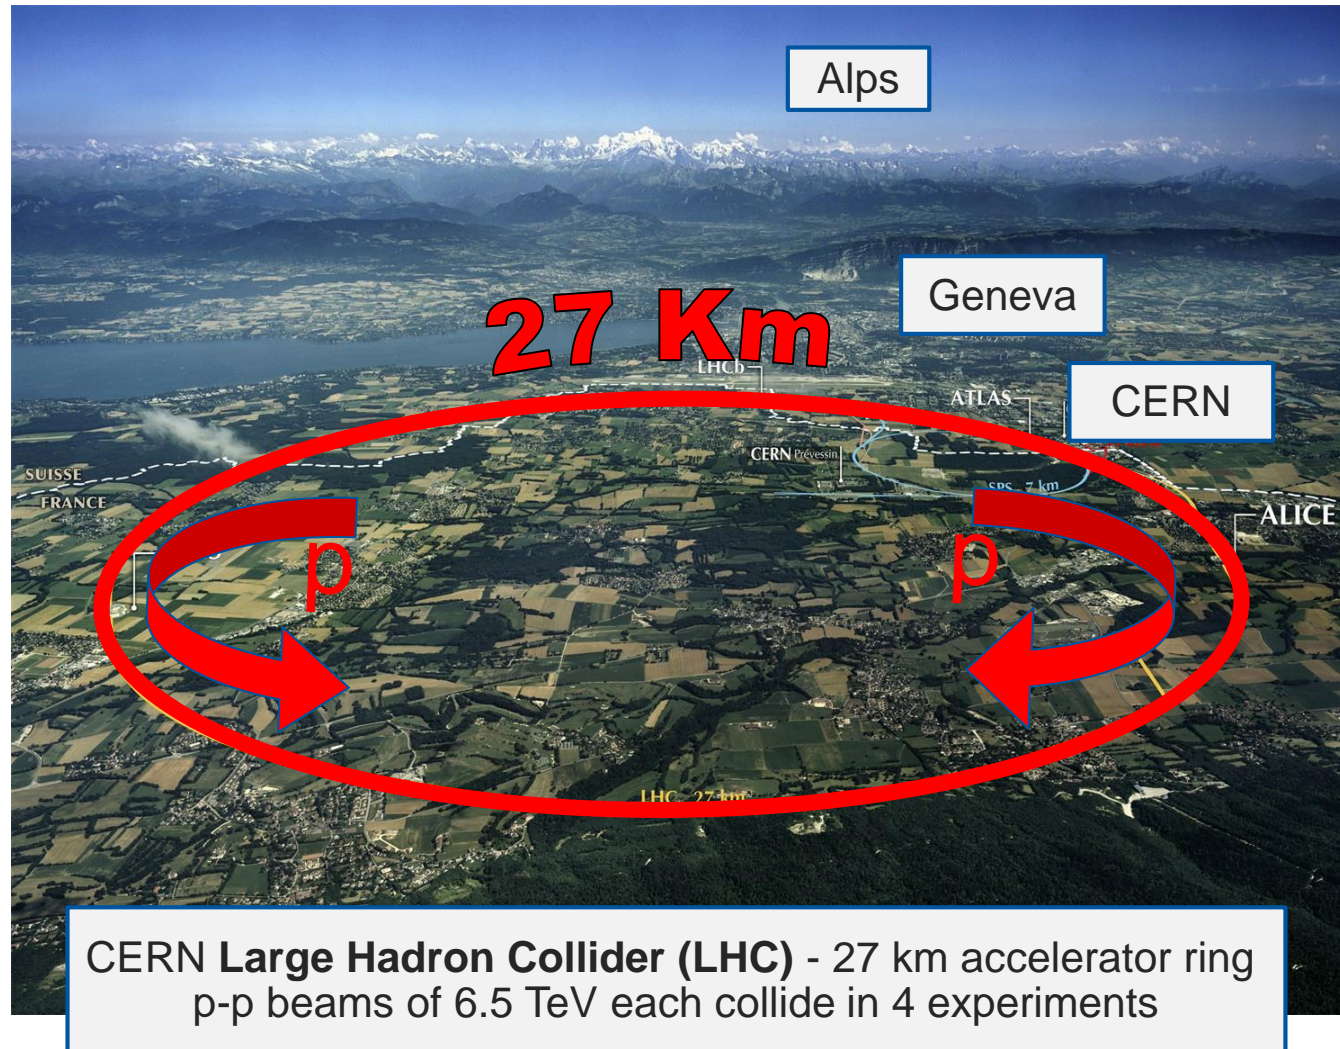 Alps
Geneva
27 Km
LHCb
ATLAS
CERN
CERN Prévessin
SUISSE
FRANCE
SPS 7 km
ALICE
p
p
LHC - 27 km
CERN Large Hadron Collider (LHC) - 27 km accelerator ring
p-p beams of 6.5 TeV each collide in 4 experiments